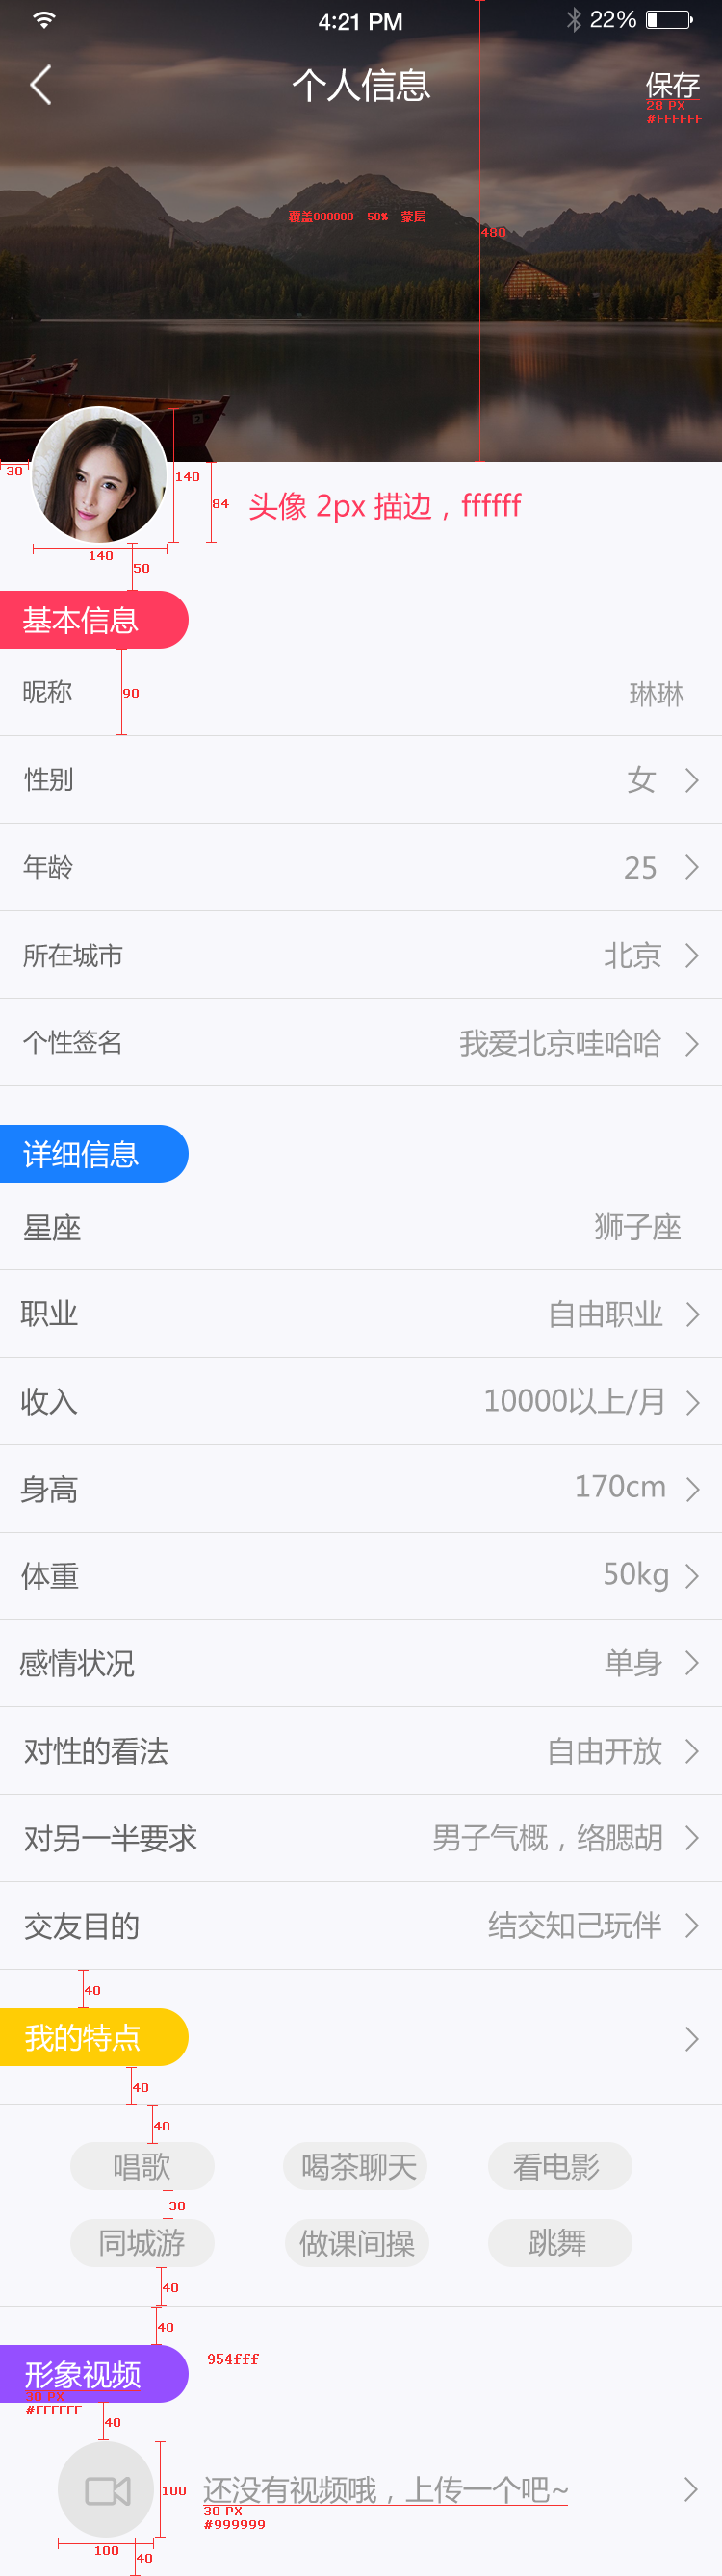 4:21 PM
22%
个人信息
保存
28 PX
#FFFFFF
覆盖000000 50% 蒙层
480
30
140
84
头像 2px 描边，ffffff
140
50
基本信息
昵称
90
琳琳
性别
女
年龄
25
所在城市
北京
个性签名
我爱北京哇哈哈
详细信息
星座
狮子座
职业
自由职业
收入
10000以上/月
身高
170cm
体重
50kg
感情状况
单身
对性的看法
自由开放
对另一半要求
男子气概，络腮胡
交友目的
结交知己玩伴
40
我的特点
40
40
唱歌
喝茶聊天
看电影
30
同城游
做课间操
跳舞
40
40
形象视频
954fff
30 PX
#FFFFFF
40
100
还没有视频哦，上传一个吧~
30 PX
#999999
100
40